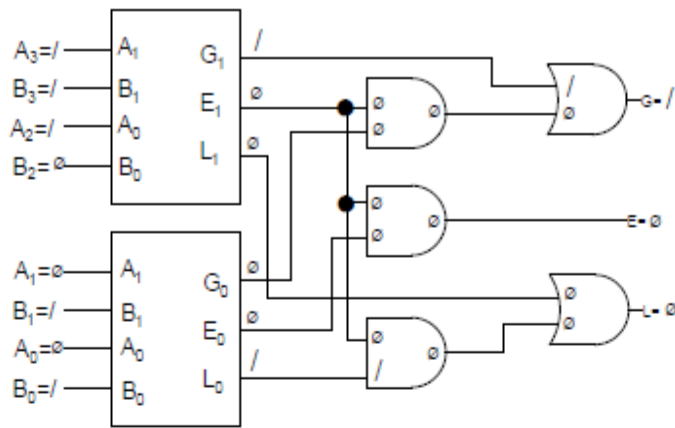 A₃=/
B₃=/
A₂=/
B₂=ø
A₁
B₁
A₀
B₀
G₁
E₁
L₁
/
ø
ø
ø
ø
ø
/
ø
G=/
ø
ø
ø
E=ø
A₁=ø
B₁=/
A₀=ø
B₀=/
A₁
B₁
A₀
B₀
G₀
E₀
L₀
ø
ø
/
ø
/
ø
ø
ø
L=ø